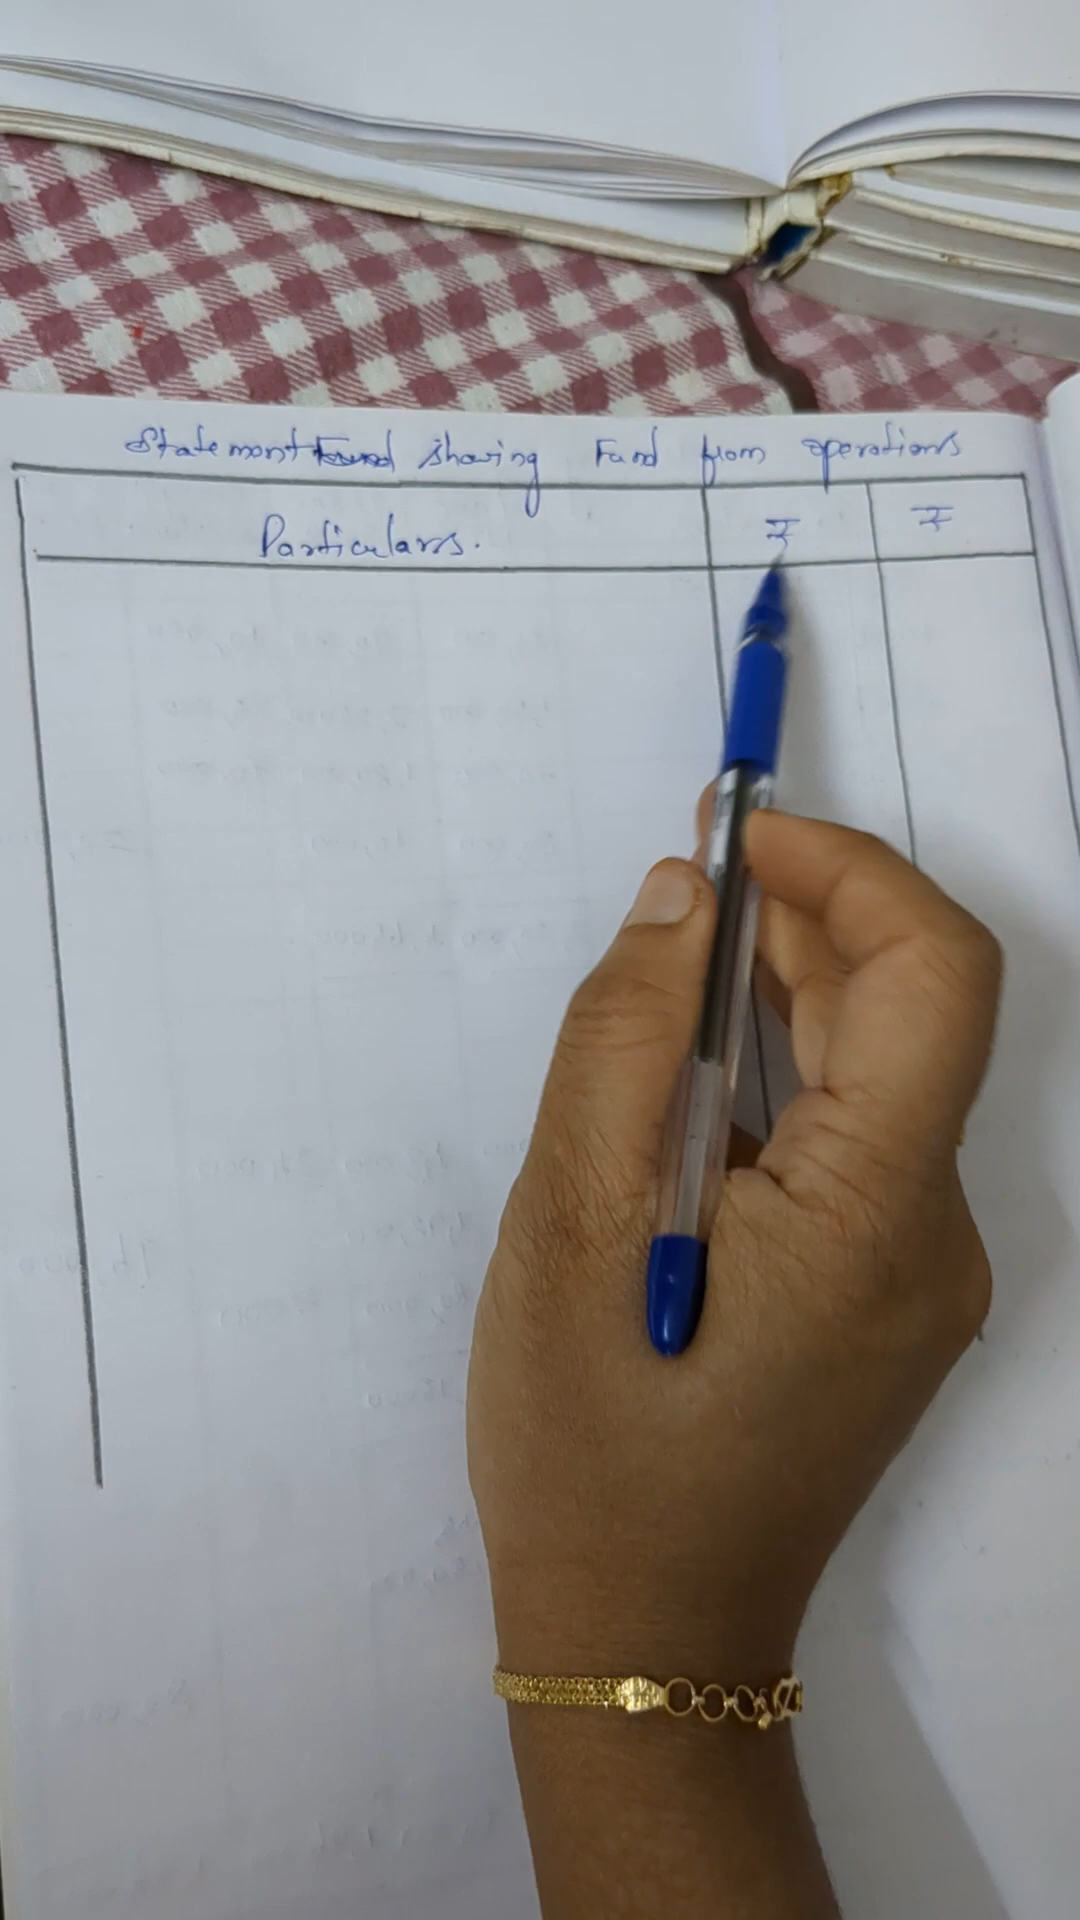 Statement showing Fund from operations
Particulars. ₹ ₹